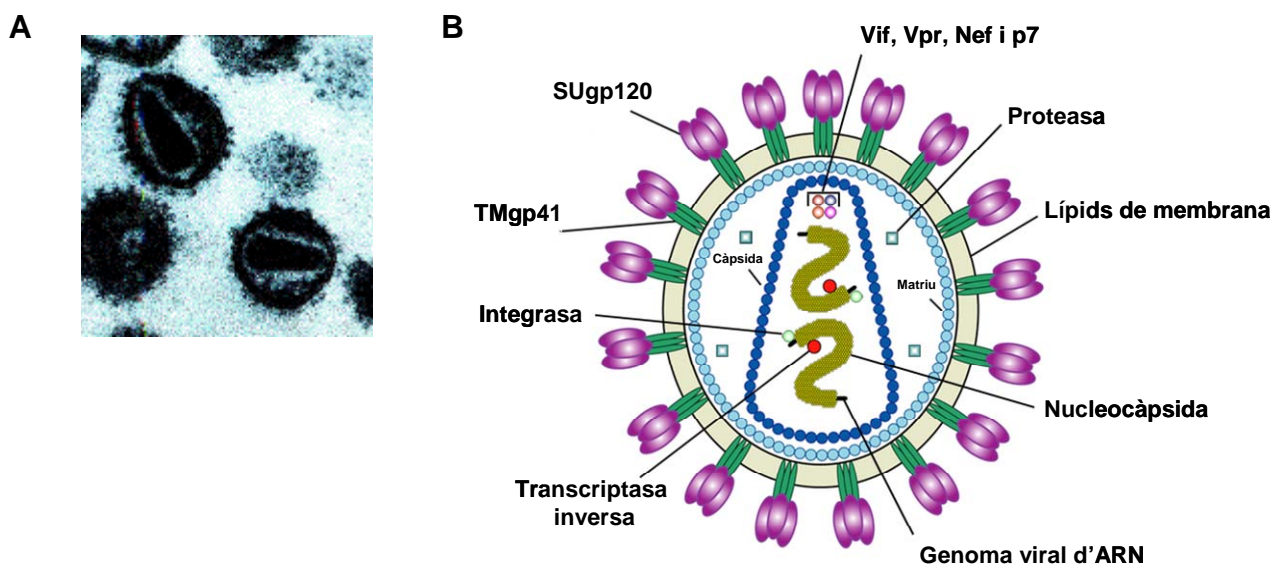 A
B
Vif, Vpr, Nef i p7
SUgp120
Proteasa
TMgp41
Lípids de membrana
Càpsida
Matriu
Integrasa
Nucleocàpsida
Transcriptasa
inversa
Genoma viral d'ARN